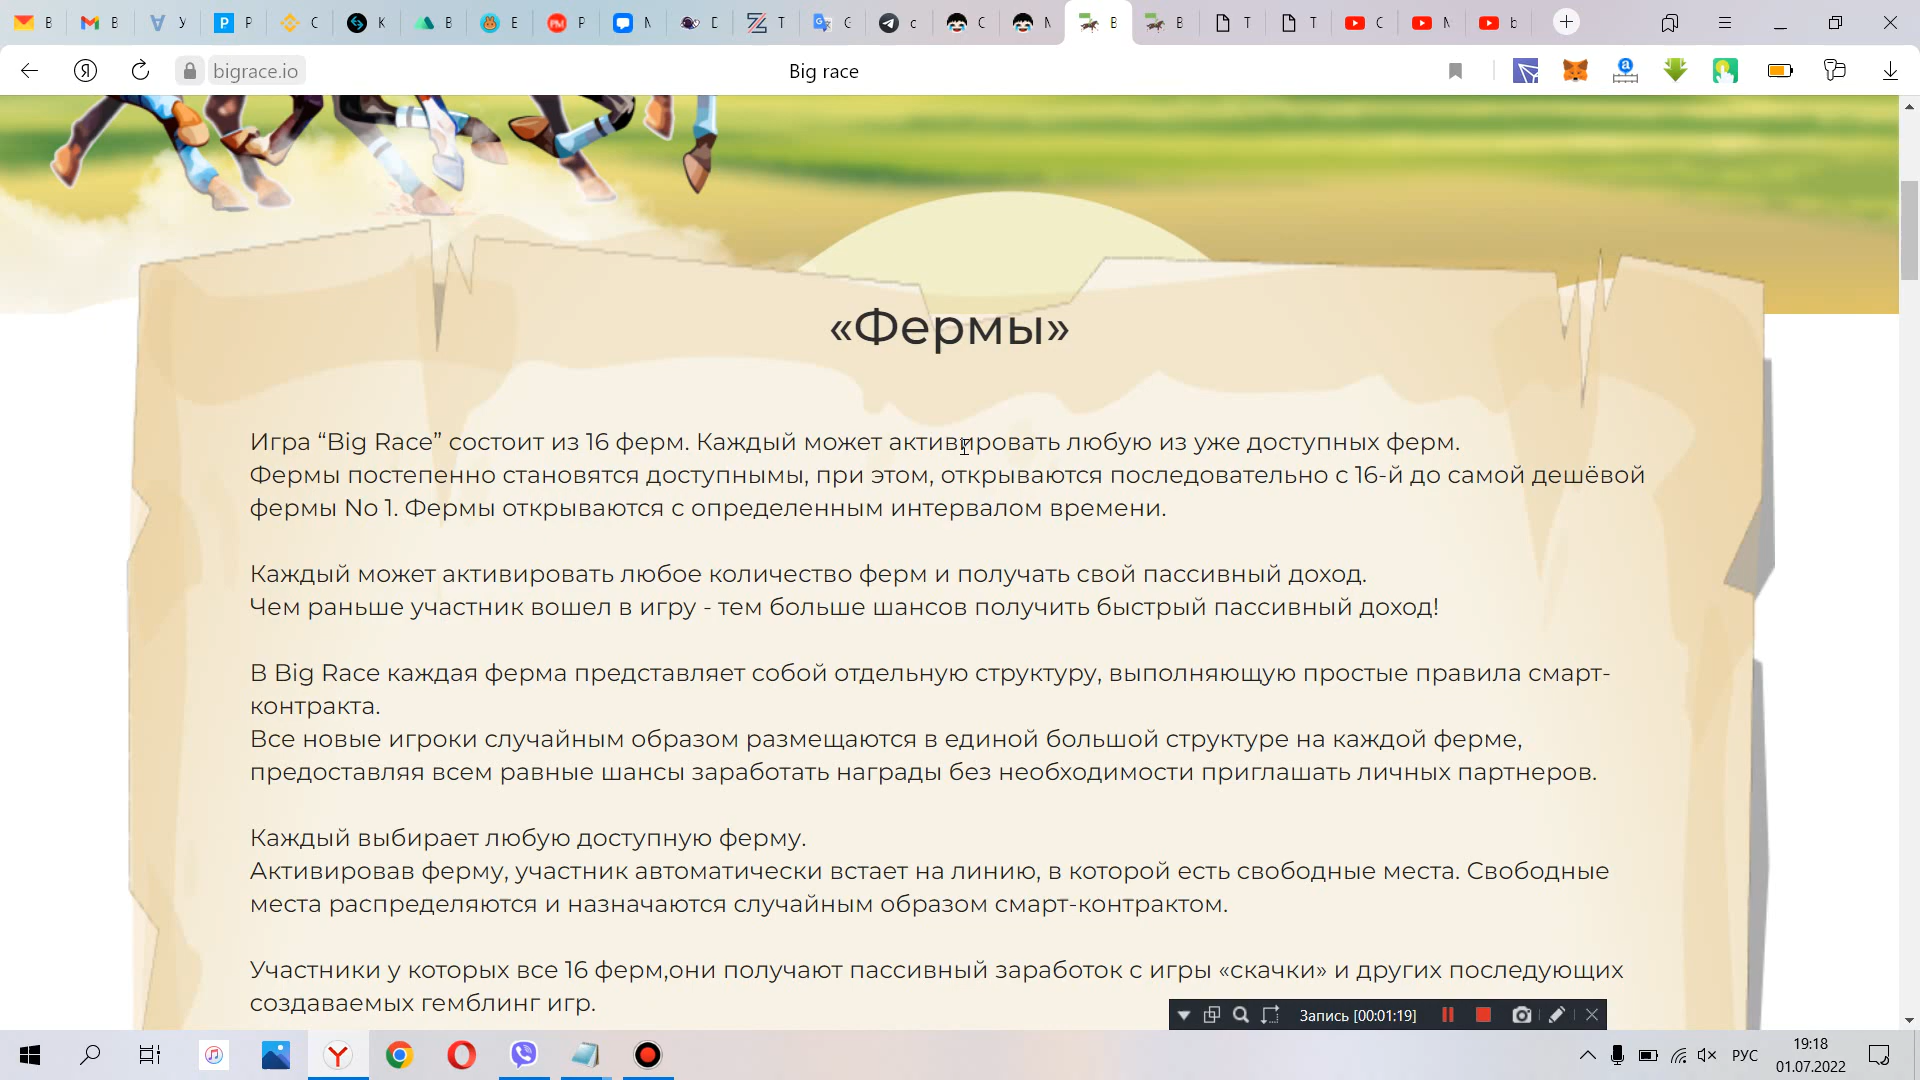 В
В
У
Р
С
К
В
Е
Р
М
D
Т
G
с
С
М
В
В
Т
Т
С
М
b
bigrace.io
Big race
«Фермы»
Игра “Big Race” состоит из 16 ферм. Каждый может активировать любую из уже доступных ферм.
Фермы постепенно становятся доступнымы, при этом, открываются последовательно с 16-й до самой дешёвой
фермы No 1. Фермы открываются с определенным интервалом времени.
Каждый может активировать любое количество ферм и получать свой пассивный доход.
Чем раньше участник вошел в игру - тем больше шансов получить быстрый пассивный доход!
В Big Race каждая ферма представляет собой отдельную структуру, выполняющую простые правила смарт-
контракта.
Все новые игроки случайным образом размещаются в единой большой структуре на каждой ферме,
предоставляя всем равные шансы заработать награды без необходимости приглашать личных партнеров.
Каждый выбирает любую доступную ферму.
Активировав ферму, участник автоматически встает на линию, в которой есть свободные места. Свободные
места распределяются и назначаются случайным образом смарт-контрактом.
Участники у которых все 16 ферм,они получают пассивный заработок с игры «скачки» и других последующих
создаваемых гемблинг игр.
Запись [00:01:19]
РУС
19:18
01.07.2022